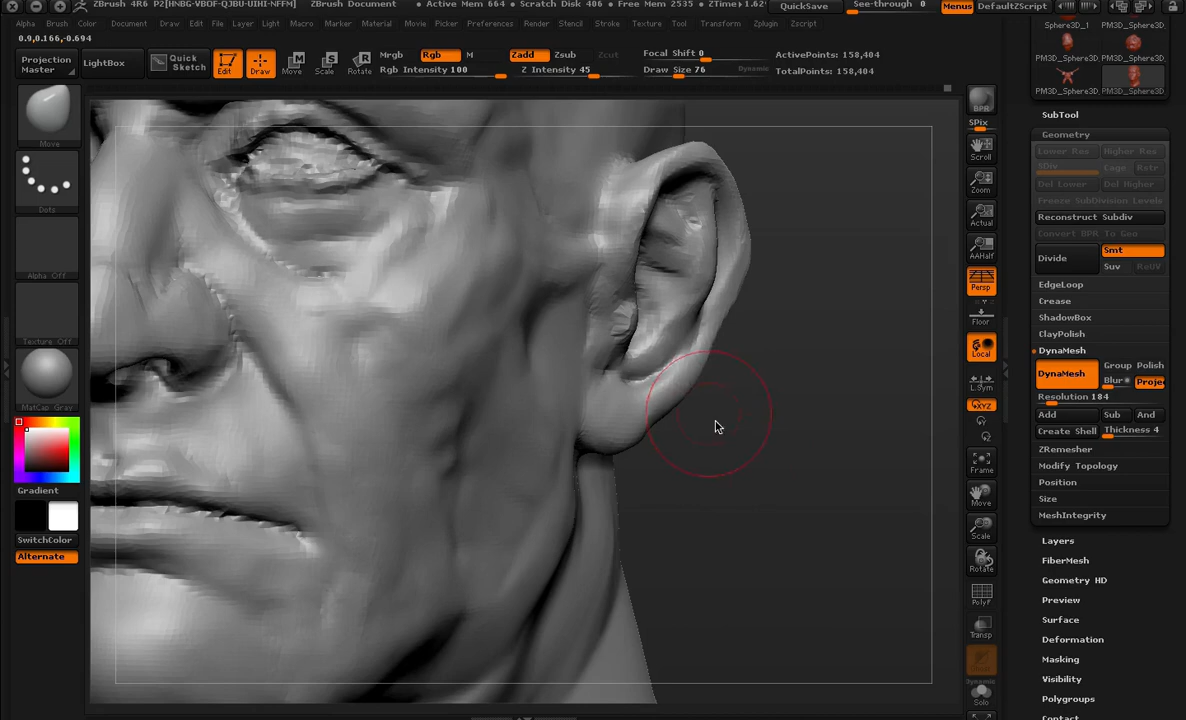 ZBrush 4R6 P2[HNBG-VBOF-QJBU-UIHI-NFFM] ZBrush Document • Active Mem 664 • Scratch Disk 406 • Free Mem 2535 • ZTime▸1.62 QuickSave See-through 0 Menus DefaultZScript
Alpha Brush Color Document Draw Edit File Layer Light Macro Marker Material Movie Picker Preferences Render Stencil Stroke Texture Tool Transform Zplugin Zscript
0.9,0.166,-0.694
Projection Master
LightBox
Quick Sketch
Edit
Draw
Move
Scale
Rotate
Mrgb Rgb M
Rgb Intensity 100
Zadd Zsub Zcut
Z Intensity 45
Focal Shift 0
Draw Size 76 Dynamic
ActivePoints: 158,404
TotalPoints: 158,404
Move
Dots
Alpha Off
Texture Off
MatCap Gray
Gradient
SwitchColor
Alternate
BPR
SPix
Scroll
Zoom
Actual
AAHalf
Persp
Floor
Local
L.Sym
XYZ
Frame
Move
Scale
Rotate
PolyF
Transp
Dynamic
Solo
Sphere3D_1 PM3D_Sphere3D
PM3D_Sphere3D PM3D_Sphere3D
PM3D_Sphere3D PM3D_Sphere3D
SubTool
Geometry
Lower Res Higher Res
SDiv Cage Rstr
Del Lower Del Higher
Freeze SubDivision Levels
Reconstruct Subdiv
Convert BPR To Geo
Divide Smt
Suv ReUV
EdgeLoop
Crease
ShadowBox
ClayPolish
DynaMesh
DynaMesh Group Polish
Blur Projec
Resolution 184
Add Sub And
Create Shell Thickness 4
ZRemesher
Modify Topology
Position
Size
MeshIntegrity
Layers
FiberMesh
Geometry HD
Preview
Surface
Deformation
Masking
Visibility
Polygroups
Contact